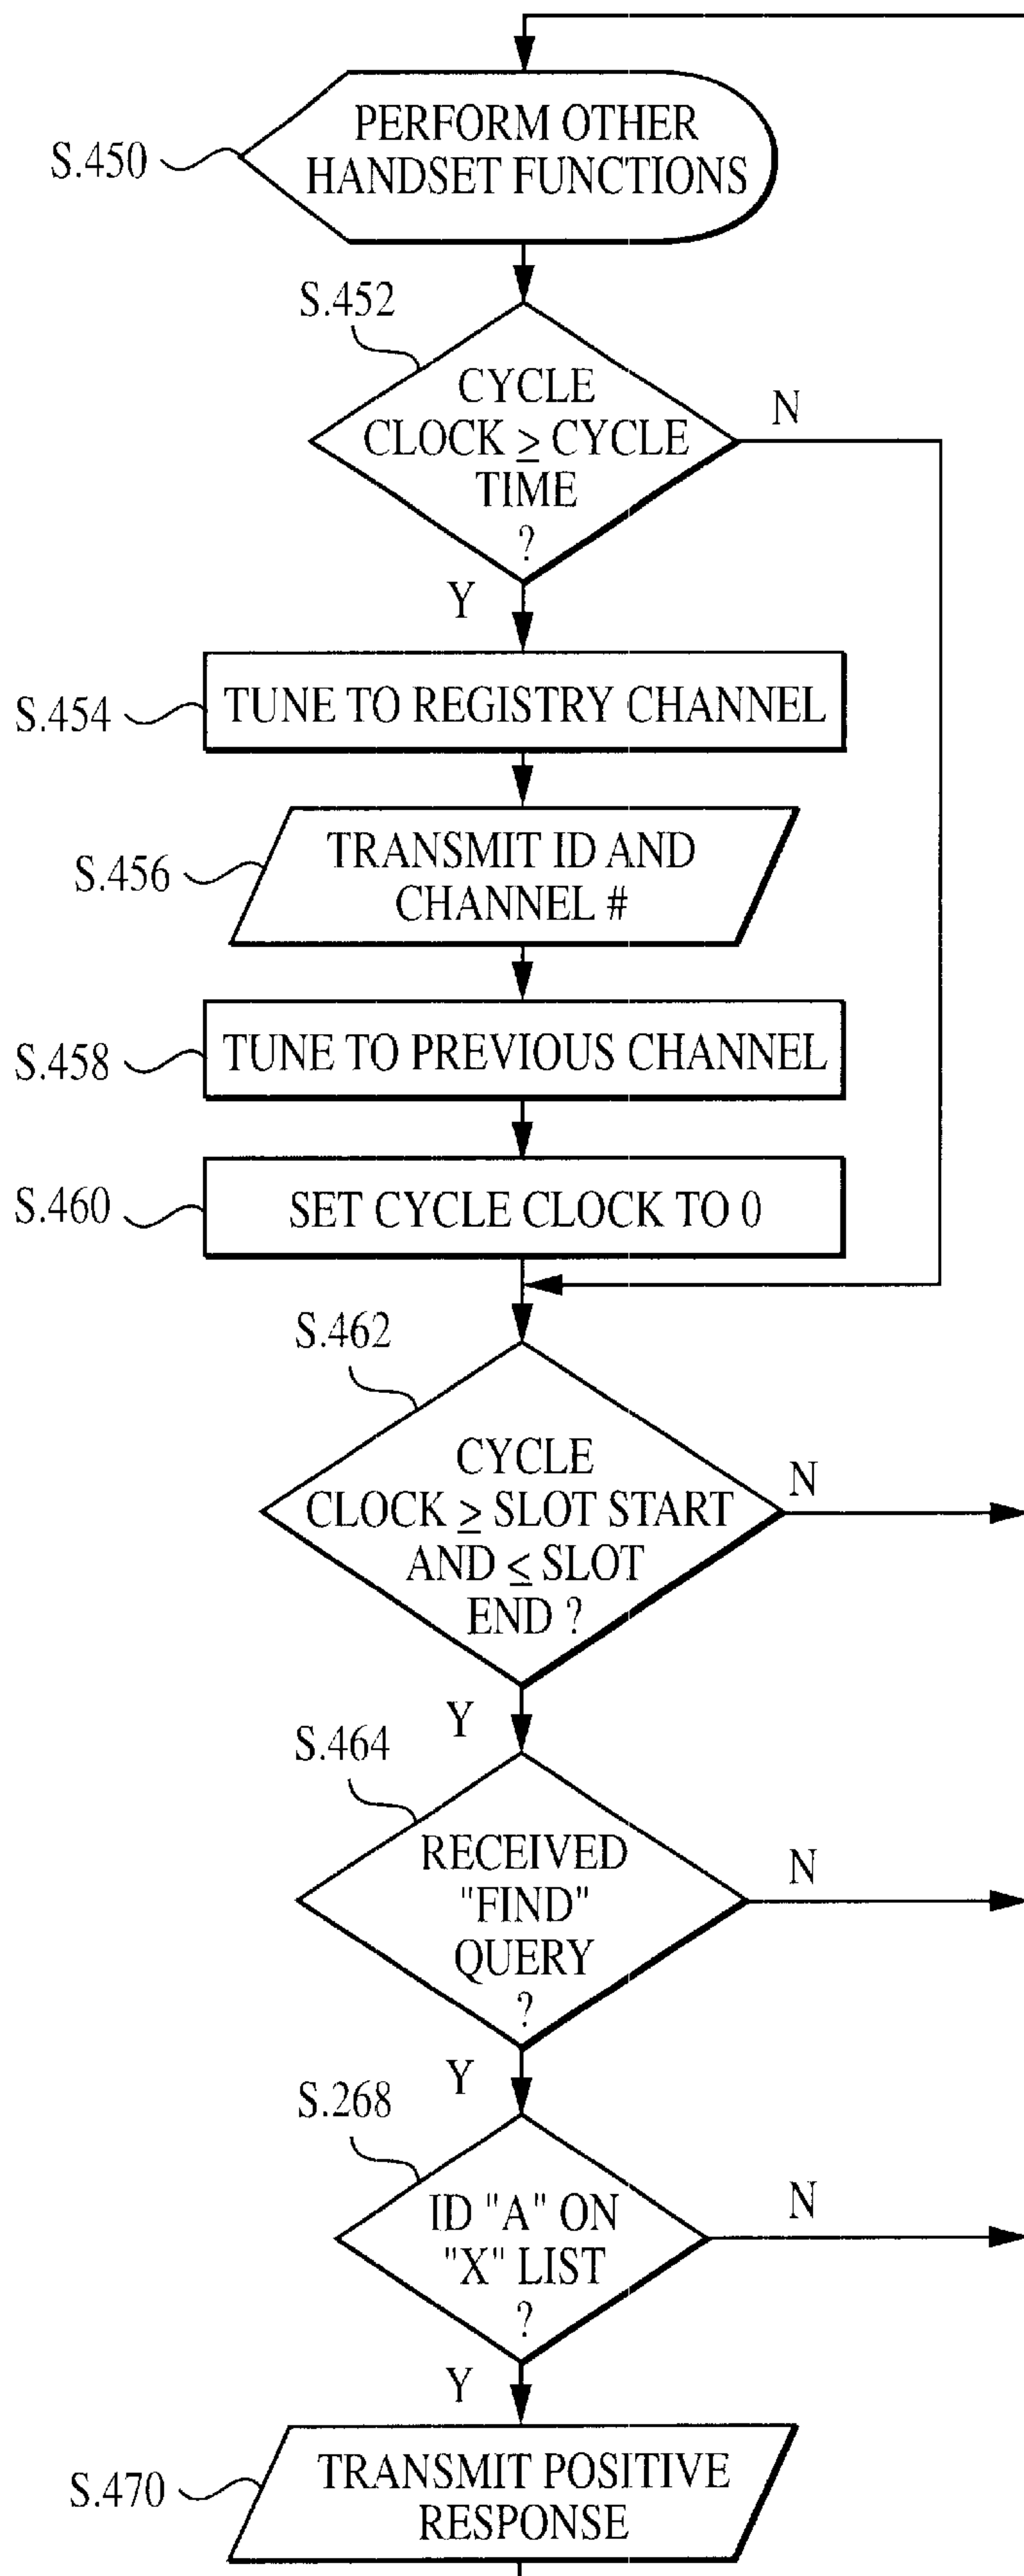 PERFORM OTHER
HANDSET FUNCTIONS
S.450
S.452
CYCLE
CLOCK ≥ CYCLE
TIME
?
N
Y
S.454
TUNE TO REGISTRY CHANNEL
S.456
TRANSMIT ID AND
CHANNEL #
S.458
TUNE TO PREVIOUS CHANNEL
S.460
SET CYCLE CLOCK TO 0
S.462
CYCLE
CLOCK ≥ SLOT START
AND ≤ SLOT
END ?
N
Y
S.464
RECEIVED
"FIND"
QUERY
?
N
Y
S.268
ID "A" ON
"X" LIST
?
N
Y
S.470
TRANSMIT POSITIVE
RESPONSE